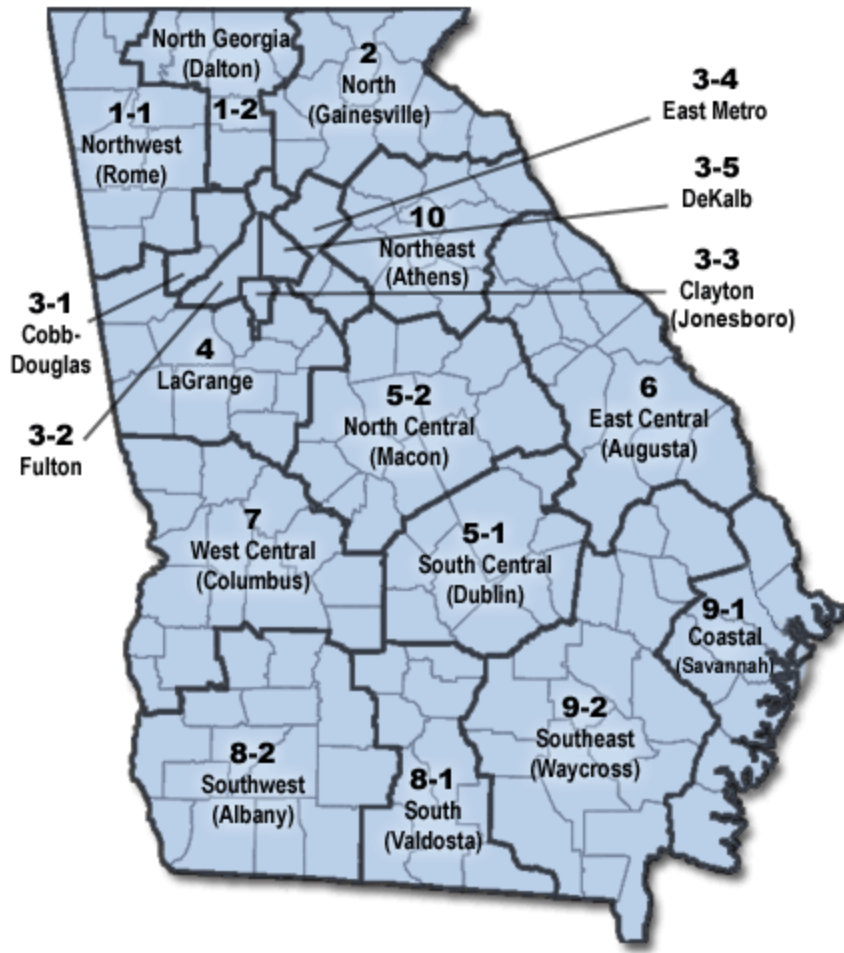 North Georgia
(Dalton)
2
North
(Gainesville)
3-4
East Metro
1-1
Northwest
(Rome)
1-2
3-5
DeKalb
10
Northeast
(Athens)
3-3
Clayton
(Jonesboro)
3-1
Cobb-
Douglas
4
LaGrange
3-2
Fulton
5-2
North Central
(Macon)
6
East Central
(Augusta)
7
West Central
(Columbus)
5-1
South Central
(Dublin)
9-1
Coastal
(Savannah)
9-2
Southeast
(Waycross)
8-2
Southwest
(Albany)
8-1
South
(Valdosta)